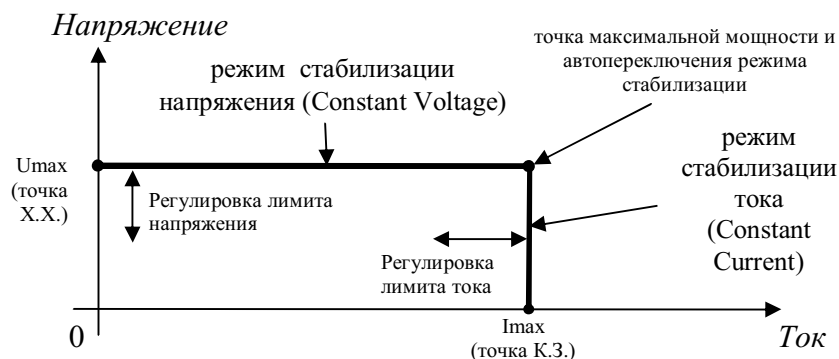 Напряжение
точка максимальной мощности и
автопереключения режима
стабилизации
режим стабилизации
напряжения (Constant Voltage)
режим
стабилизации
тока
(Constant
Current)
Umax
(точка
Х.Х.)
Регулировка лимита
напряжения
Регулировка
лимита тока
0
Imax
(точка К.З.)
Ток